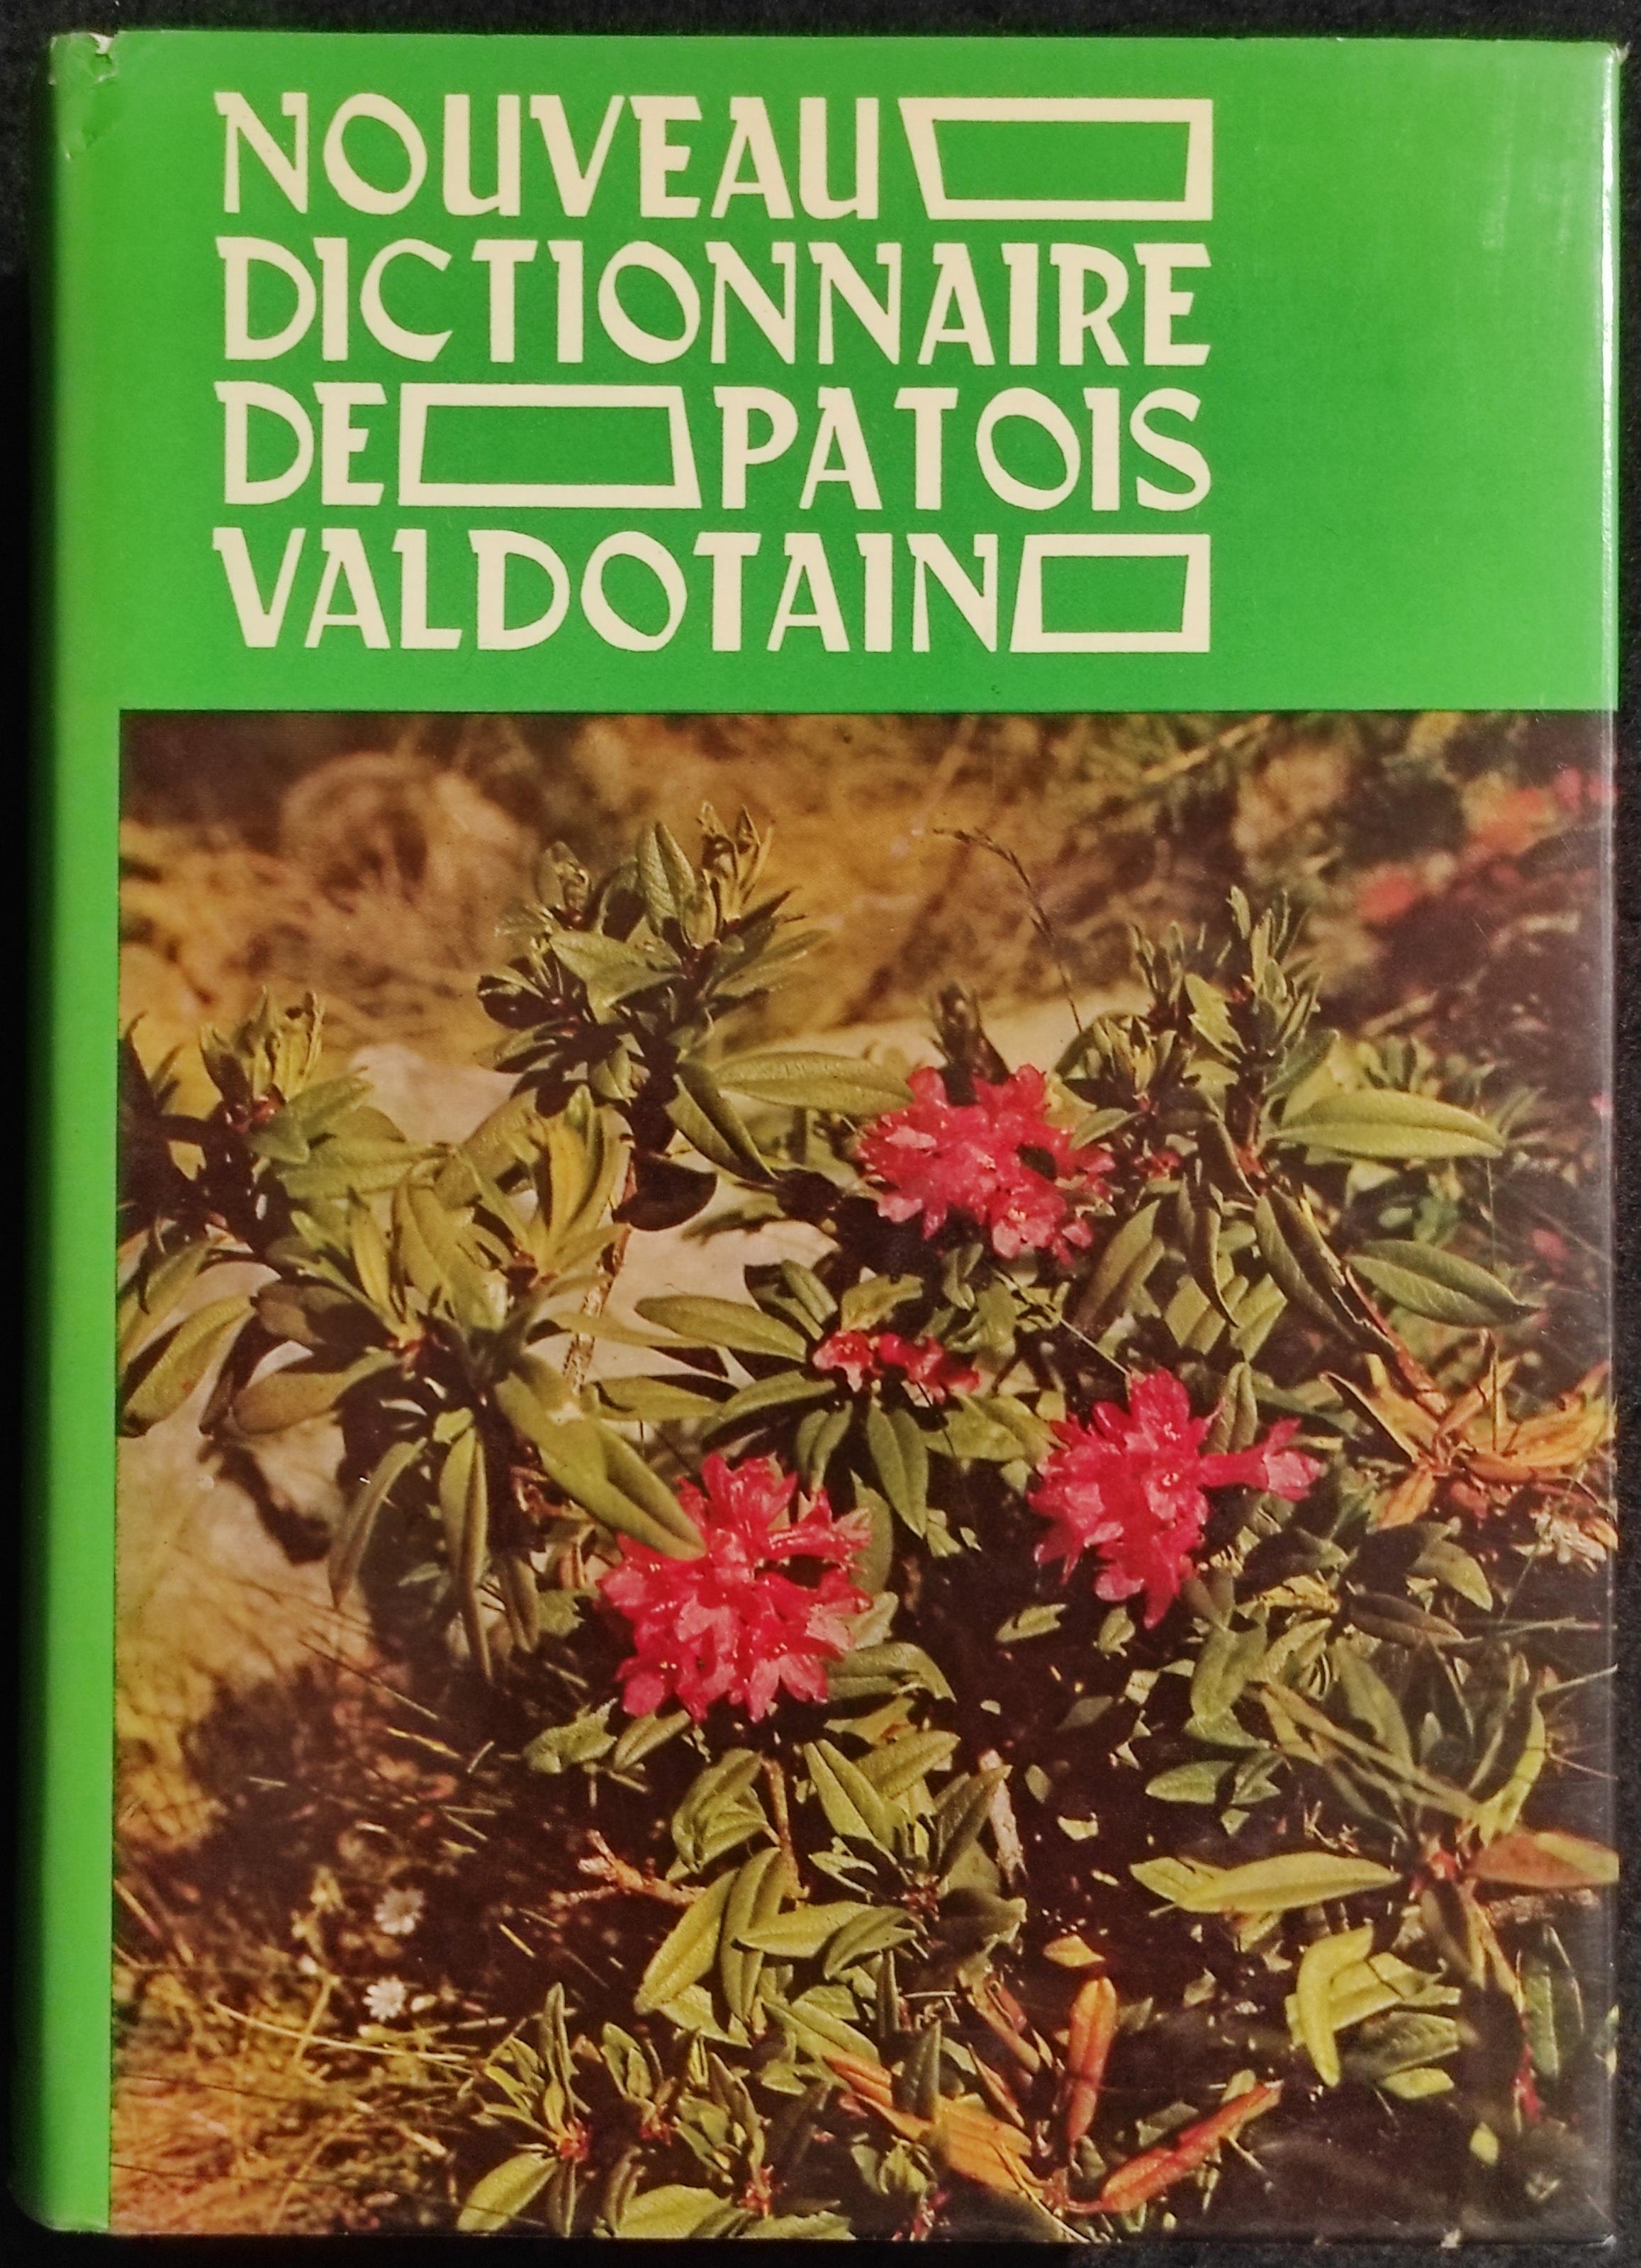 NOUVEAU
DICTIONNAIRE
DE PATOIS
VALDOTAIN